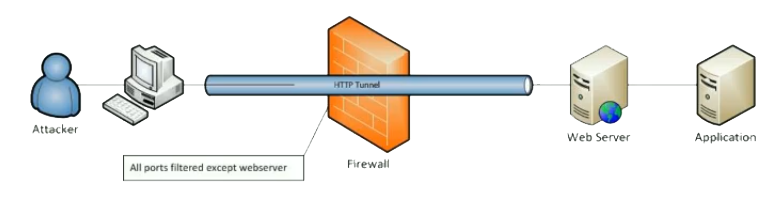 HTTP Tunnel
Attacker
Web Server
Application
All ports filtered except webserver
Firewall